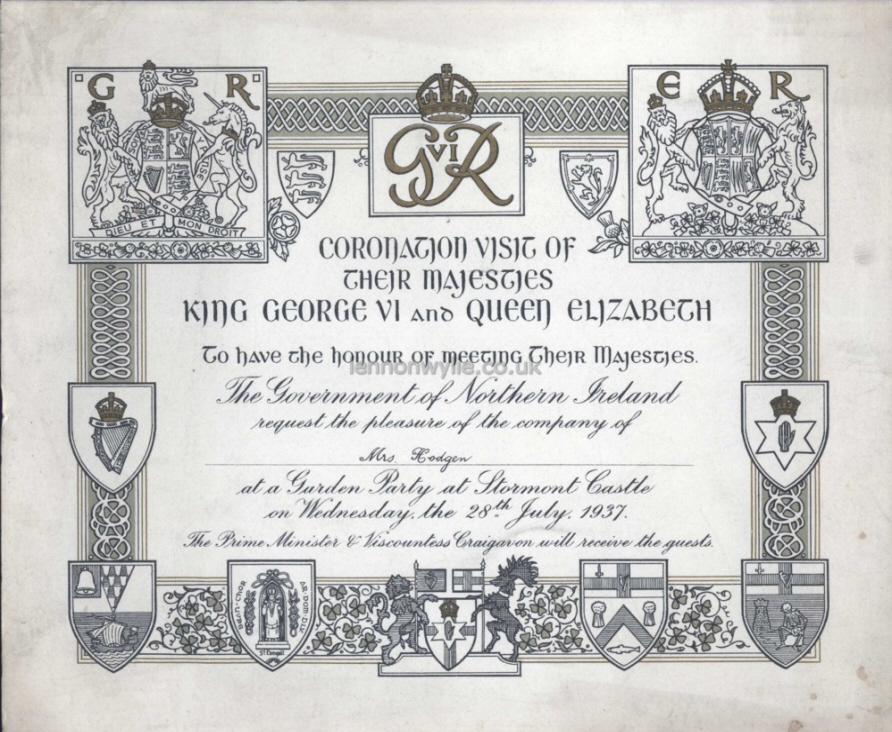 G R
E R
GVIR
DIEU ET MON DROIT
CORONATION VISIT OF
THEIR MAJESTIES
KING GEORGE VI AND QUEEN ELIZABETH
To have the honour of meeting Their Majesties.
lennonwylie.co.uk
The Government of Northern Ireland
request the pleasure of the company of
Mrs. Hodgen
at a Garden Party at Stormont Castle
on Wednesday, the 28th July, 1937.
The Prime Minister & Viscountess Craigavon will receive the guests.